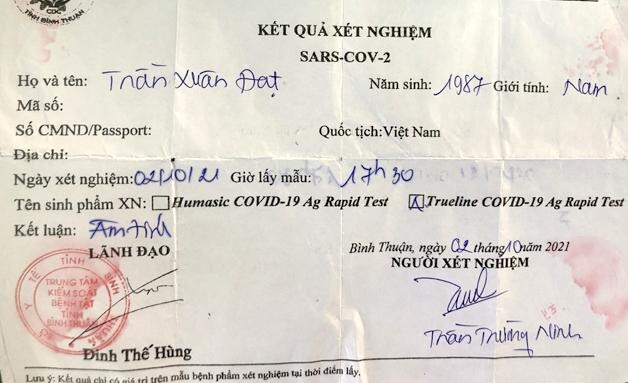 CDC
TỈNH BÌNH THUẬN
KẾT QUẢ XÉT NGHIỆM
SARS-COV-2
Họ và tên: Trần Xuân Đạt Năm sinh: 1987 Giới tính: Nam
Mã số:
Số CMND/Passport: Quốc tịch: Việt Nam
Địa chỉ:
Ngày xét nghiệm: 02/10/21 Giờ lấy mẫu: 17h30
Tên sinh phẩm XN: Humasic COVID-19 Ag Rapid Test Trueline COVID-19 Ag Rapid Test
Kết luận: Âm tính
LÃNH ĐẠO
Bình Thuận, ngày 02 tháng 10 năm 2021
NGƯỜI XÉT NGHIỆM
TRUNG TÂM
KIỂM SOÁT
BỆNH TẬT
TỈNH
BÌNH THUẬN
Trần Trường Ninh
Đinh Thế Hùng
Lưu ý: Kết quả chỉ có giá trị trên mẫu bệnh phẩm xét nghiệm tại thời điểm lấy.